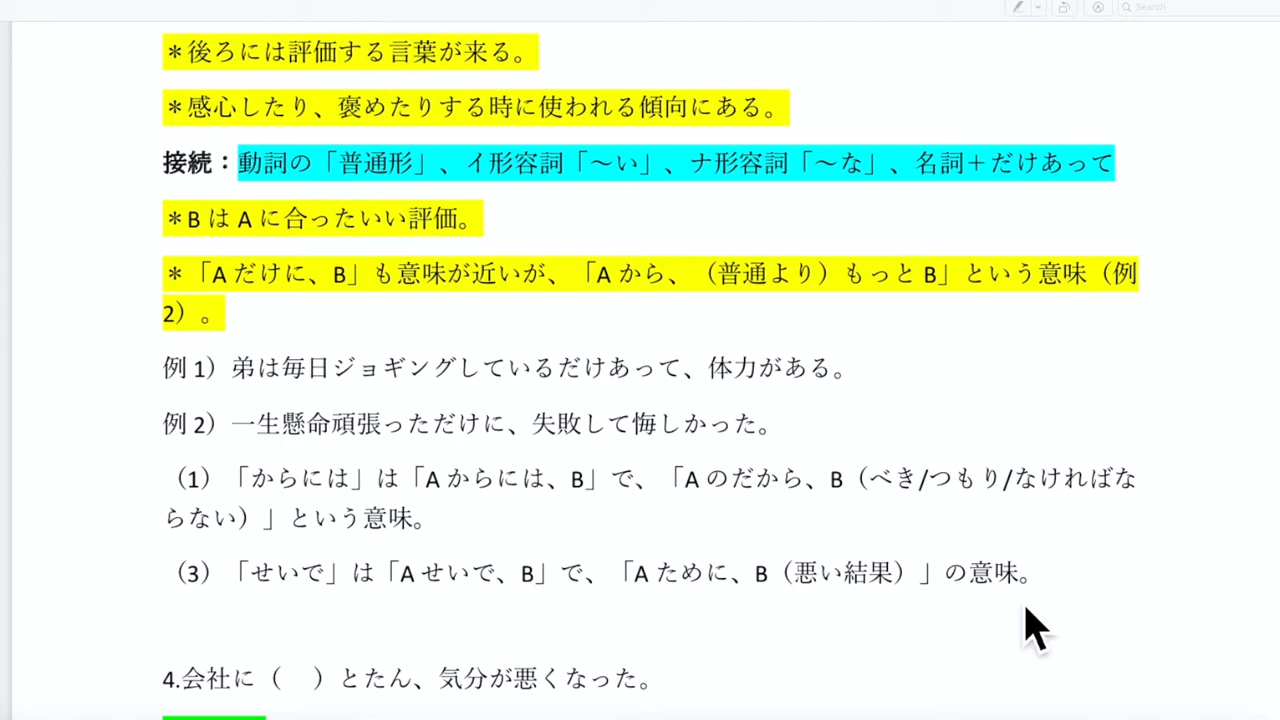 Search
＊後ろには評価する言葉が来る。
＊感心したり、褒めたりする時に使われる傾向にある。
接続：動詞の「普通形」、イ形容詞「～い」、ナ形容詞「～な」、名詞＋だけあって
＊B は A に合ったいい評価。
＊「A だけに、B」も意味が近いが、「A から、（普通より）もっと B」という意味（例
2）。
例 1）弟は毎日ジョギングしているだけあって、体力がある。
例 2）一生懸命頑張っただけに、失敗して悔しかった。
（1）「からには」は「A からには、B」で、「A のだから、B（べき/つもり/なければな
らない）」という意味。
（3）「せいで」は「A せいで、B」で、「A ために、B（悪い結果）」の意味。
4.会社に（　）とたん、気分が悪くなった。